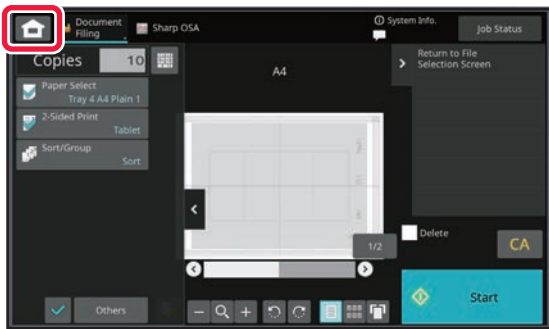 Document
Filing
Sharp OSA
System Info.
Job Status
Copies
10
A4
Return to File
Selection Screen
Paper Select
Tray 4 A4 Plain 1
2-Sided Print
Tablet
Sort/Group
Sort
1/2
Delete
CA
Others
Start